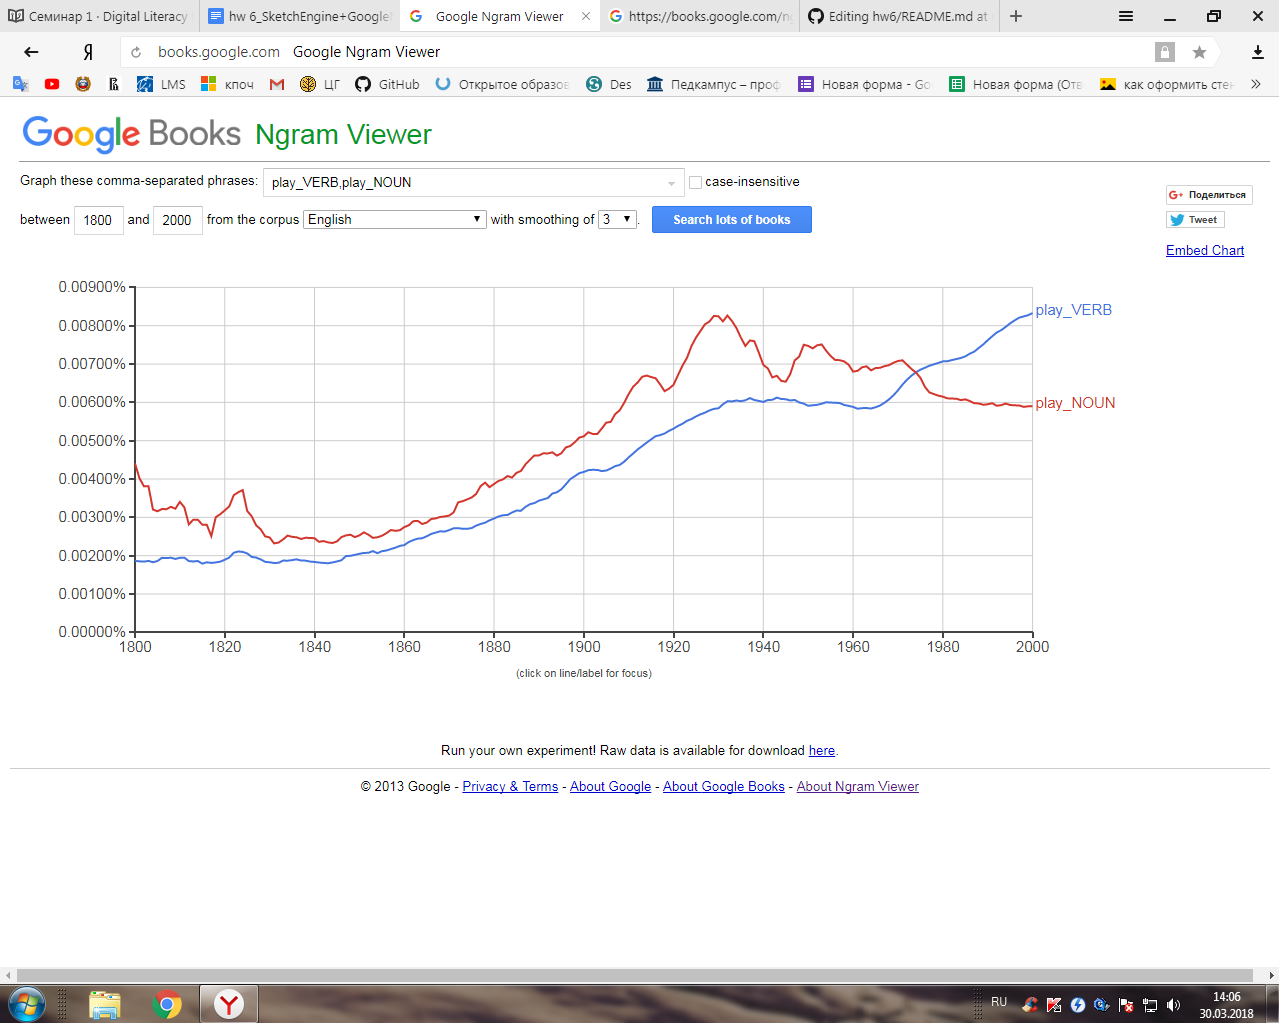 Семинар 1 · Digital Literacy
hw 6_SketchEngine+Google
Google Ngram Viewer
https://books.google.com/ng
Editing hw6/README.md at
books.google.com Google Ngram Viewer
LMS
кпоч
ЦГ
GitHub
Открытое образов
Des
Педкампус – проф
Новая форма - Go
Новая форма (Отв
как оформить стен
Google Books Ngram Viewer
Graph these comma-separated phrases: play_VERB,play_NOUN case-insensitive
between 1800 and 2000 from the corpus English with smoothing of 3 . Search lots of books
Поделиться
Tweet
Embed Chart
0.00900%
0.00800%
0.00700%
0.00600%
0.00500%
0.00400%
0.00300%
0.00200%
0.00100%
0.00000%
play_VERB
play_NOUN
1800 1820 1840 1860 1880 1900 1920 1940 1960 1980 2000
(click on line/label for focus)
Run your own experiment! Raw data is available for download here.
© 2013 Google - Privacy & Terms - About Google - About Google Books - About Ngram Viewer
RU
14:06
30.03.2018